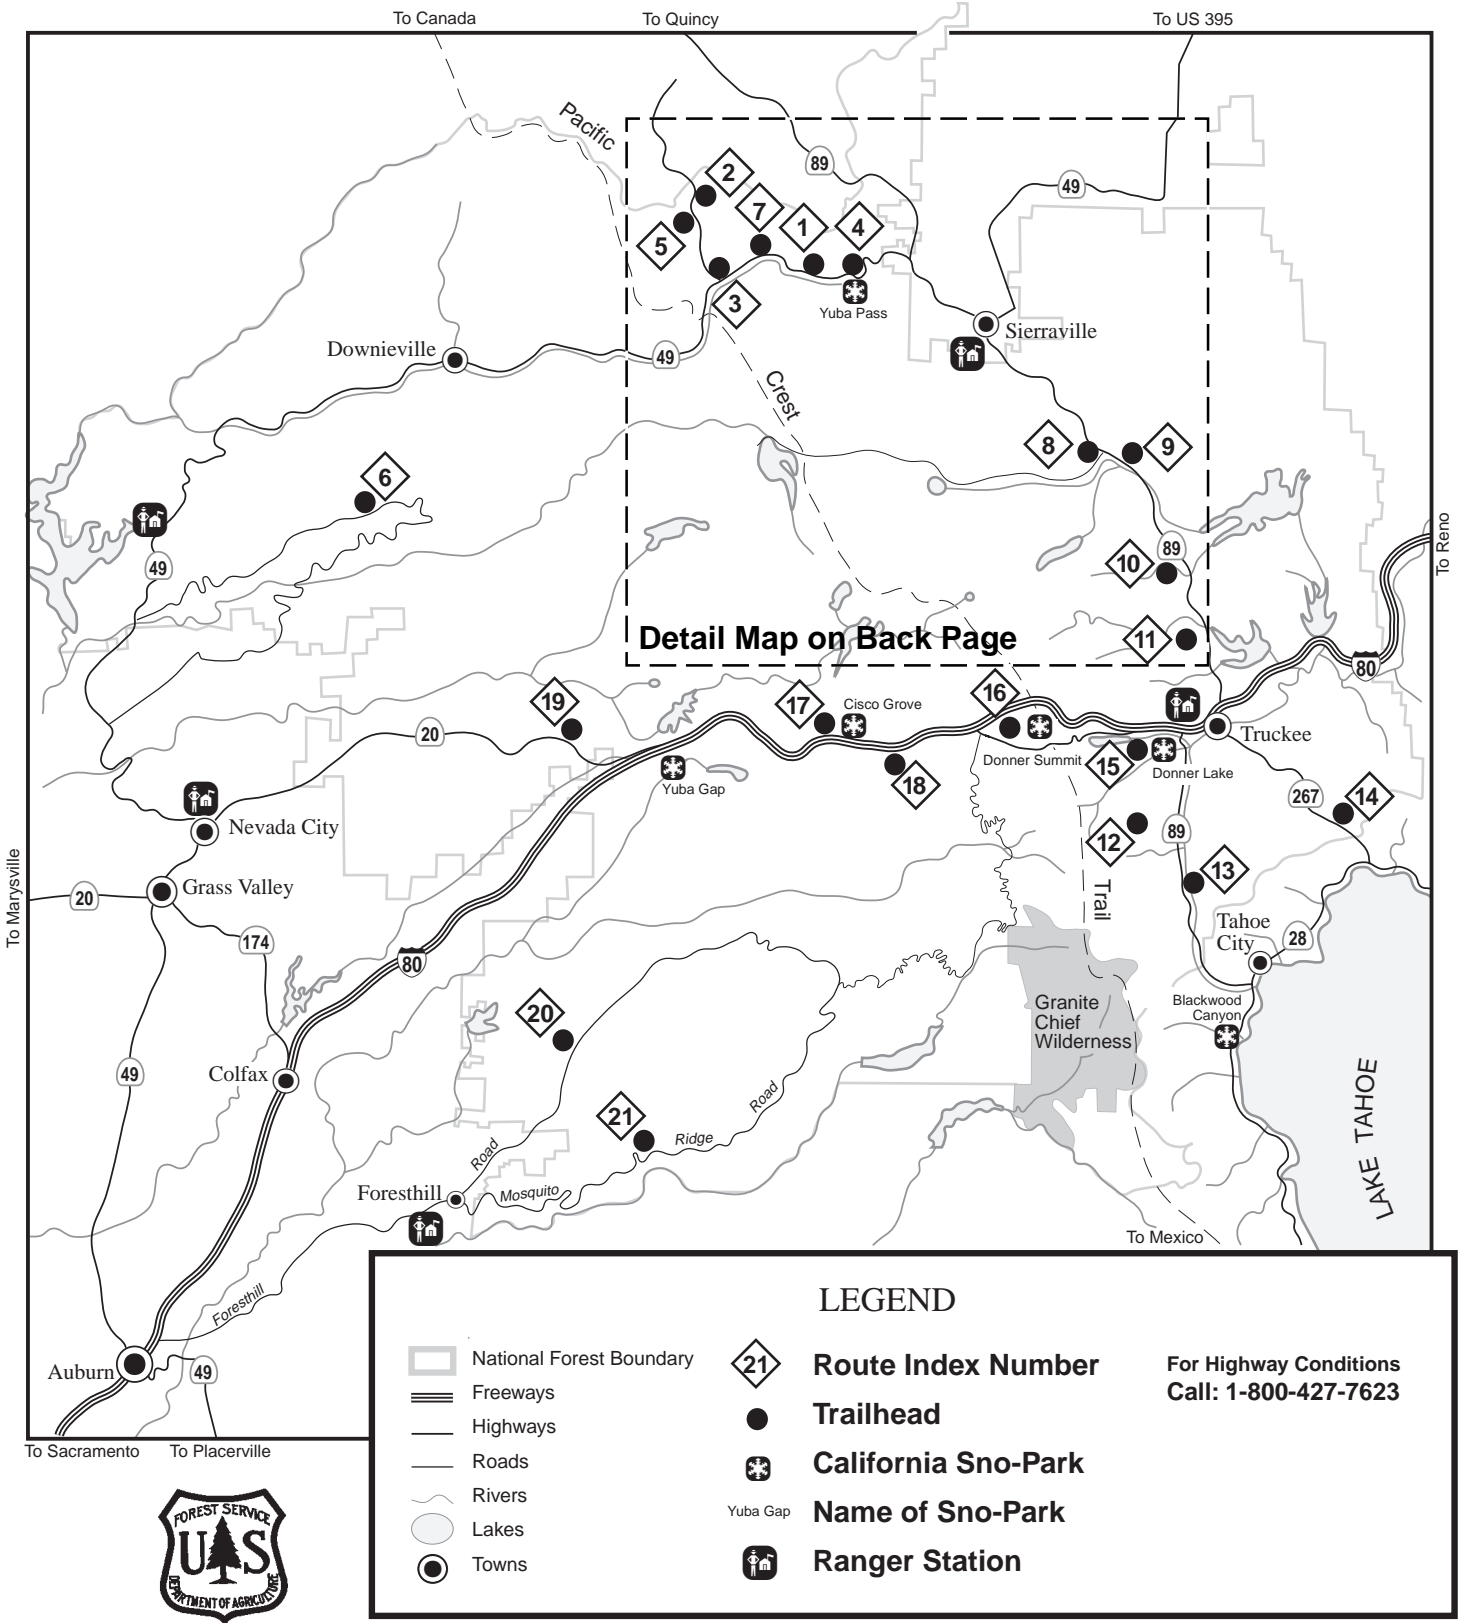 To Canada
To Quincy
To US 395
Pacific
89
49
2
7
1
4
5
3
Yuba Pass
Sierraville
Downieville
49
Crest
8
9
6
49
89
10
To Reno
Detail Map on Back Page
11
80
16
19
17
Cisco Grove
20
Truckee
Donner Summit
15
Donner Lake
Yuba Gap
18
267
14
Nevada City
12
89
13
To Marysville
20
Grass Valley
174
Trail
Tahoe
City
28
80
Granite
Chief
Wilderness
Blackwood
Canyon
20
49
Colfax
LAKE TAHOE
21
Road
Ridge
Road
Mosquito
Foresthill
To Mexico
Foresthill
Auburn
49
To Sacramento
To Placerville
LEGEND
National Forest Boundary
Freeways
Highways
Roads
Rivers
Lakes
Towns
21
Route Index Number
Trailhead
California Sno-Park
Yuba Gap
Name of Sno-Park
Ranger Station
For Highway Conditions
Call: 1-800-427-7623
FOREST SERVICE
U S
DEPARTMENT OF AGRICULTURE